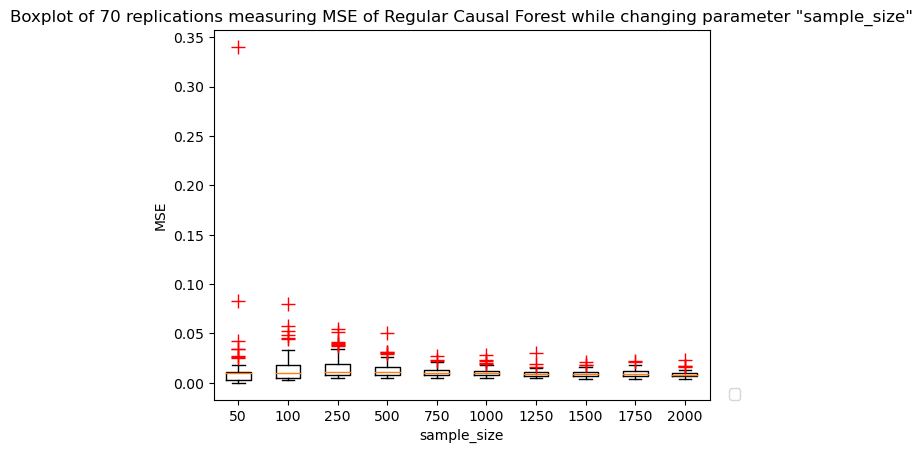 Boxplot of 70 replications measuring MSE of Regular Causal Forest while changing parameter "sample_size"
0.35
0.30
0.25
0.20
0.15
0.10
0.05
0.00
MSE
50 100 250 500 750 1000 1250 1500 1750 2000
sample_size